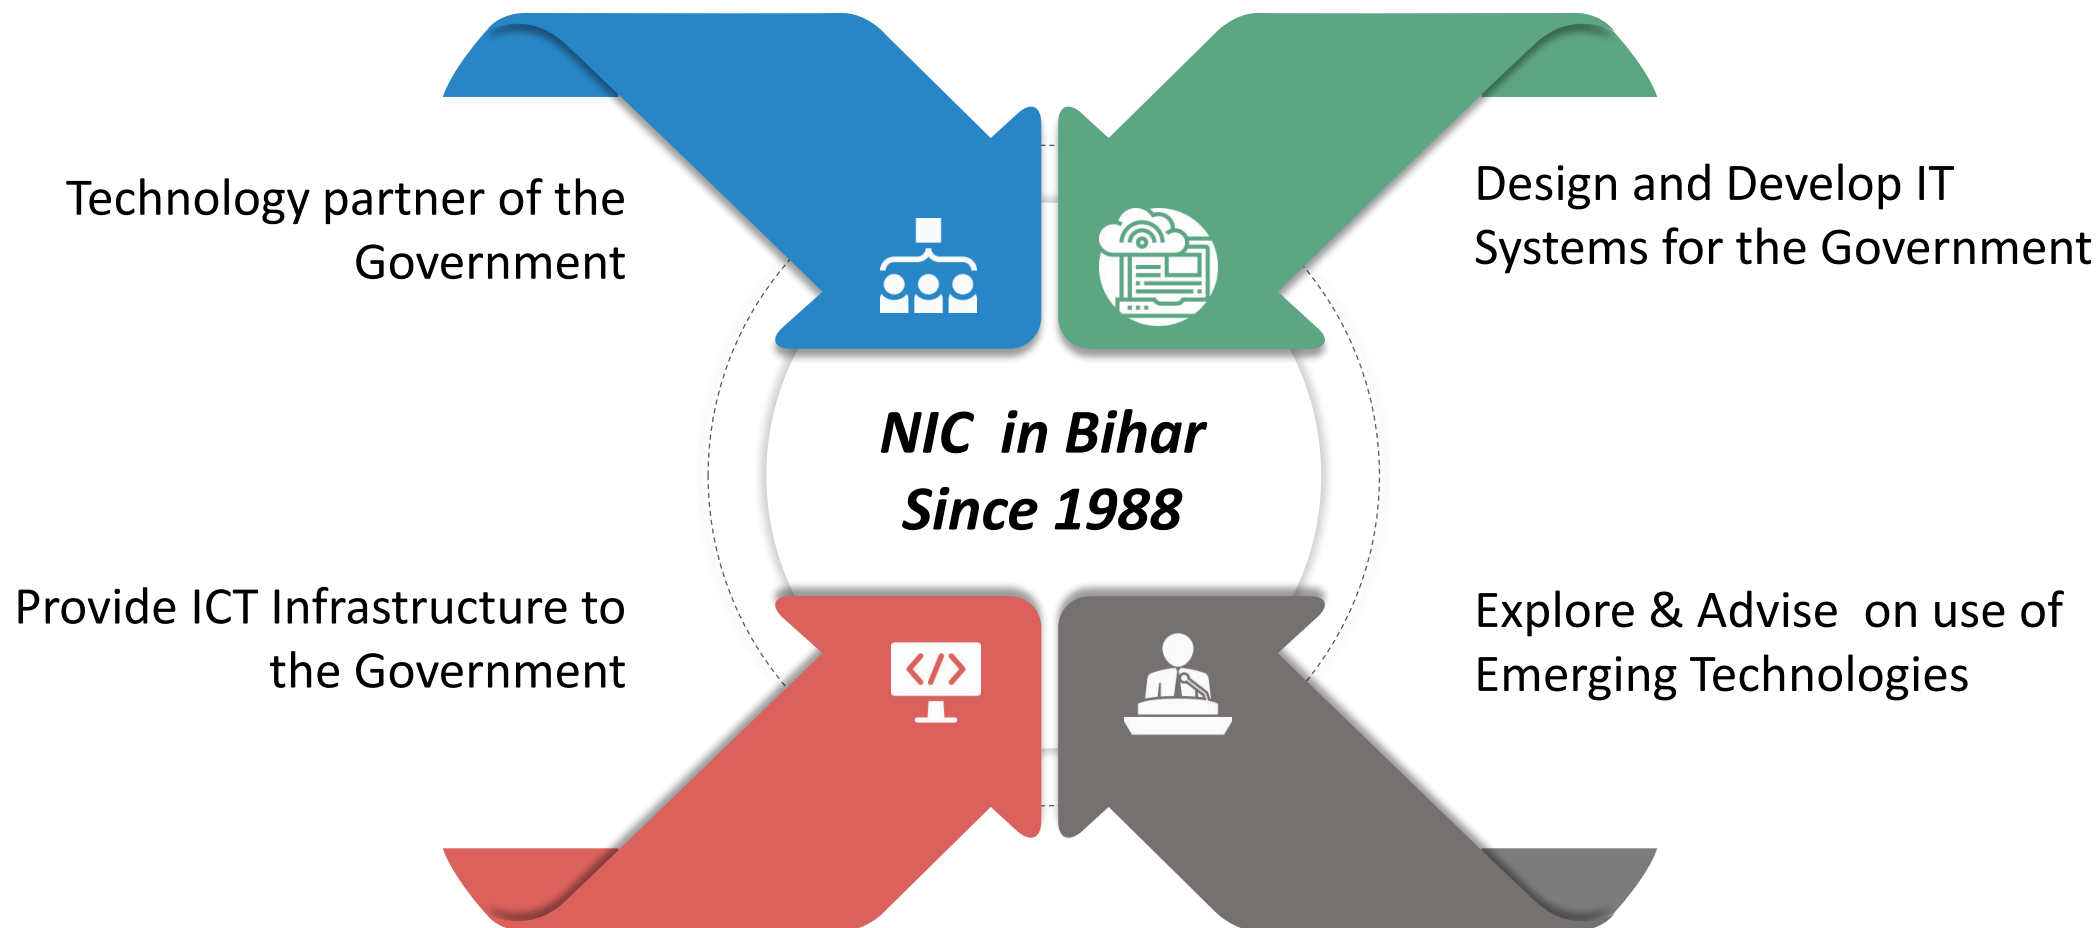 Technology partner of the
Government
Design and Develop IT
Systems for the Government
NIC  in Bihar
Since 1988
Provide ICT Infrastructure to
the Government
Explore & Advise  on use of
Emerging Technologies